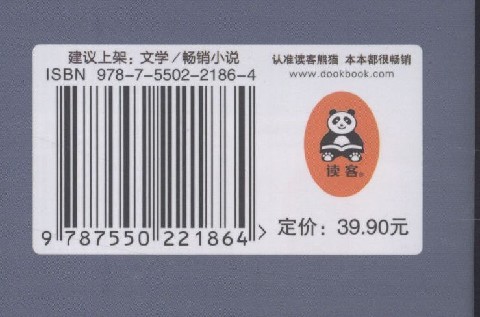 建议上架：文学／畅销小说
ISBN 978-7-5502-2186-4
9 787550 221864 >
认准读客熊猫 本本都很畅销
www.dookbook.com
读客®
定价：39.90元